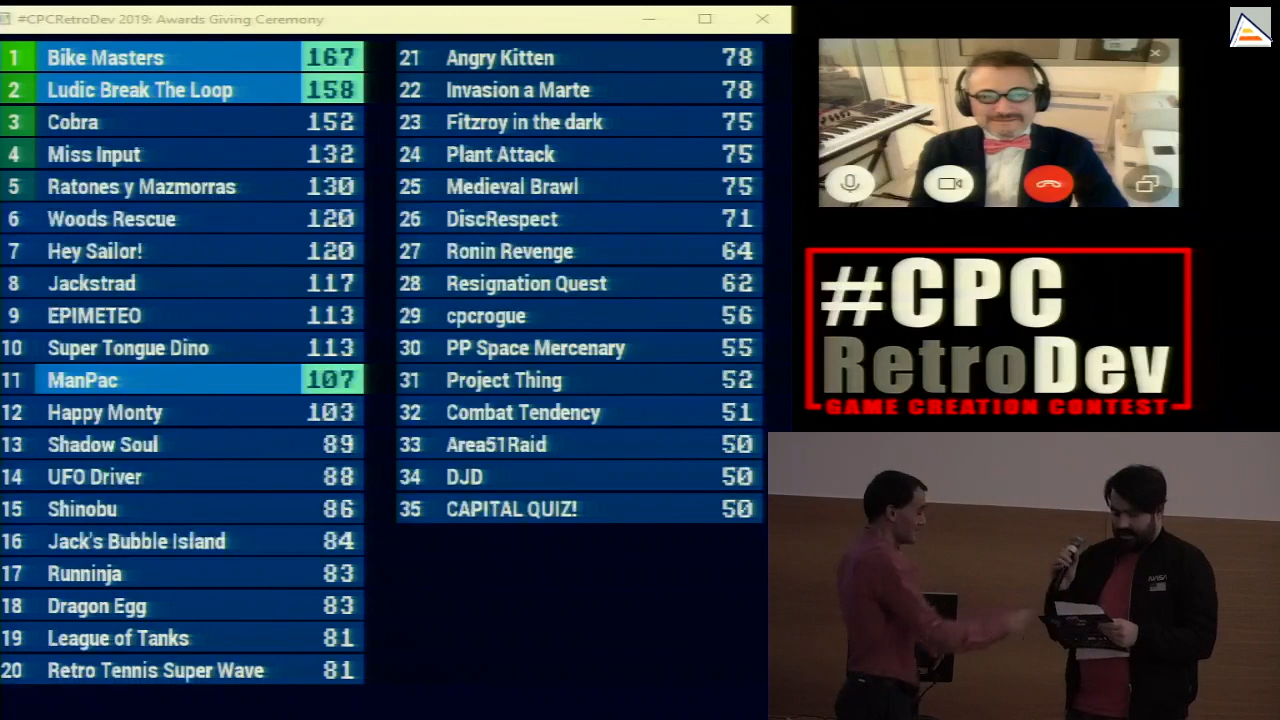 #CPCRetroDev 2019: Awards Giving Ceremony
1 Bike Masters 167
2 Ludic Break The Loop 158
3 Cobra 152
4 Miss Input 132
5 Ratones y Mazmorras 130
6 Woods Rescue 120
7 Hey Sailor! 120
8 Jackstrad 117
9 EPIMETEO 113
10 Super Tongue Dino 113
11 ManPac 107
12 Happy Monty 103
13 Shadow Soul 89
14 UFO Driver 88
15 Shinobu 86
16 Jack's Bubble Island 84
17 Runninja 83
18 Dragon Egg 83
19 League of Tanks 81
20 Retro Tennis Super Wave 81
21 Angry Kitten 78
22 Invasion a Marte 78
23 Fitzroy in the dark 75
24 Plant Attack 75
25 Medieval Brawl 75
26 DiscRespect 71
27 Ronin Revenge 64
28 Resignation Quest 62
29 cpcrogue 56
30 PP Space Mercenary 55
31 Project Thing 52
32 Combat Tendency 51
33 Area51Raid 50
34 DJD 50
35 CAPITAL QUIZ! 50
#CPC
RetroDev
GAME CREATION CONTEST
NASA